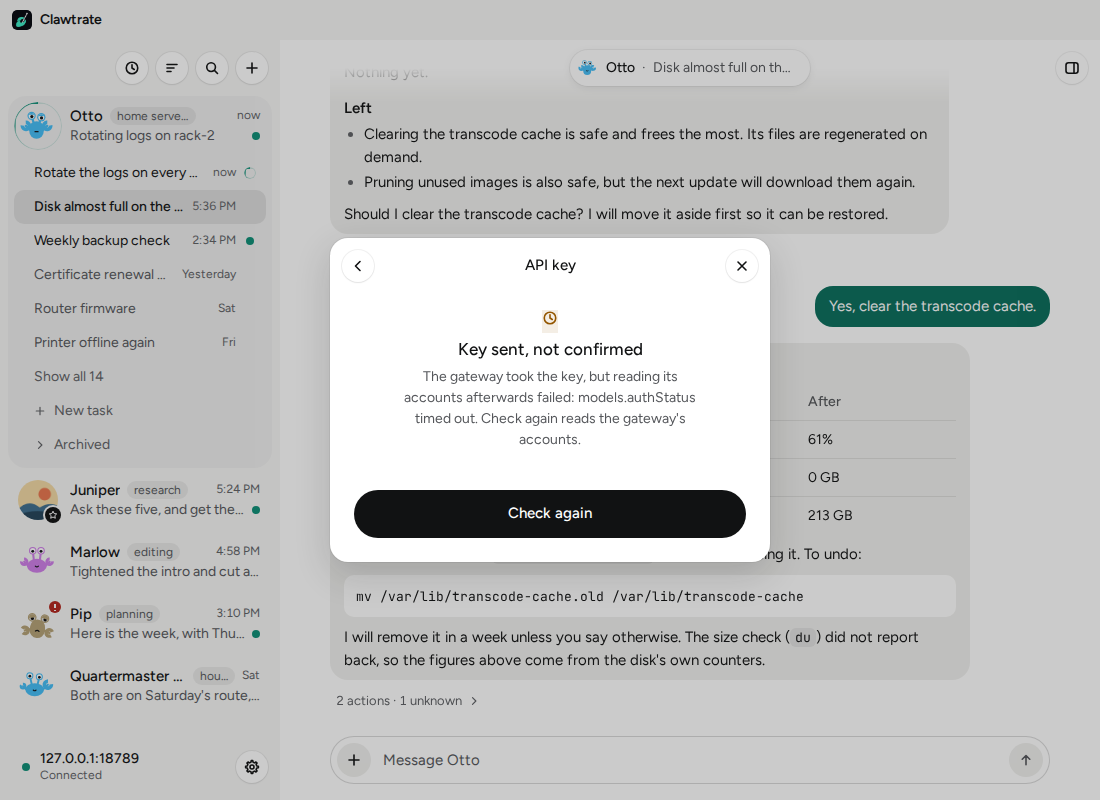 Clawtrate
Otto home serve... now
Rotating logs on rack-2
Rotate the logs on every ... now
Disk almost full on the ... 5:36 PM
Weekly backup check 2:34 PM
Certificate renewal ... Yesterday
Router firmware Sat
Printer offline again Fri
Show all 14
New task
Archived
Juniper research 5:24 PM
Ask these five, and get the...
Marlow editing 4:58 PM
Tightened the intro and cut a...
Pip planning 3:10 PM
Here is the week, with Thu...
Quartermaster ... hou... Sat
Both are on Saturday's route,...
127.0.0.1:18789
Connected
Otto · Disk almost full on th...
Nothing yet.
Left
• Clearing the transcode cache is safe and frees the most. Its files are regenerated on
demand.
• Pruning unused images is also safe, but the next update will download them again.
Should I clear the transcode cache? I will move it aside first so it can be restored.
Yes, clear the transcode cache.
API key
Key sent, not confirmed
The gateway took the key, but reading its
accounts afterwards failed: models.authStatus
timed out. Check again reads the gateway's
accounts.
Check again
After
61%
0 GB
213 GB
it. To undo:
mv /var/lib/transcode-cache.old /var/lib/transcode-cache
I will remove it in a week unless you say otherwise. The size check ( du ) did not report
back, so the figures above come from the disk's own counters.
2 actions · 1 unknown
Message Otto